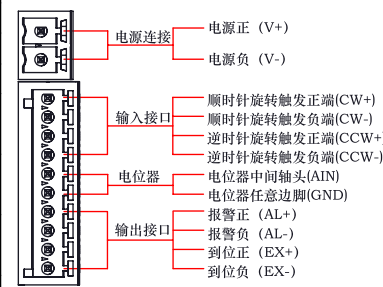 电源正（V+）
电源连接
电源负（V-）
顺时针旋转触发正端(CW+)
输入接口
顺时针旋转触发负端(CW-)
逆时针旋转触发正端(CCW+)
逆时针旋转触发负端(CCW-)
电位器
电位器中间轴头(AIN)
电位器任意边脚(GND)
报警正（AL+）
输出接口
报警负（AL-）
到位正（EX+）
到位负（EX-）